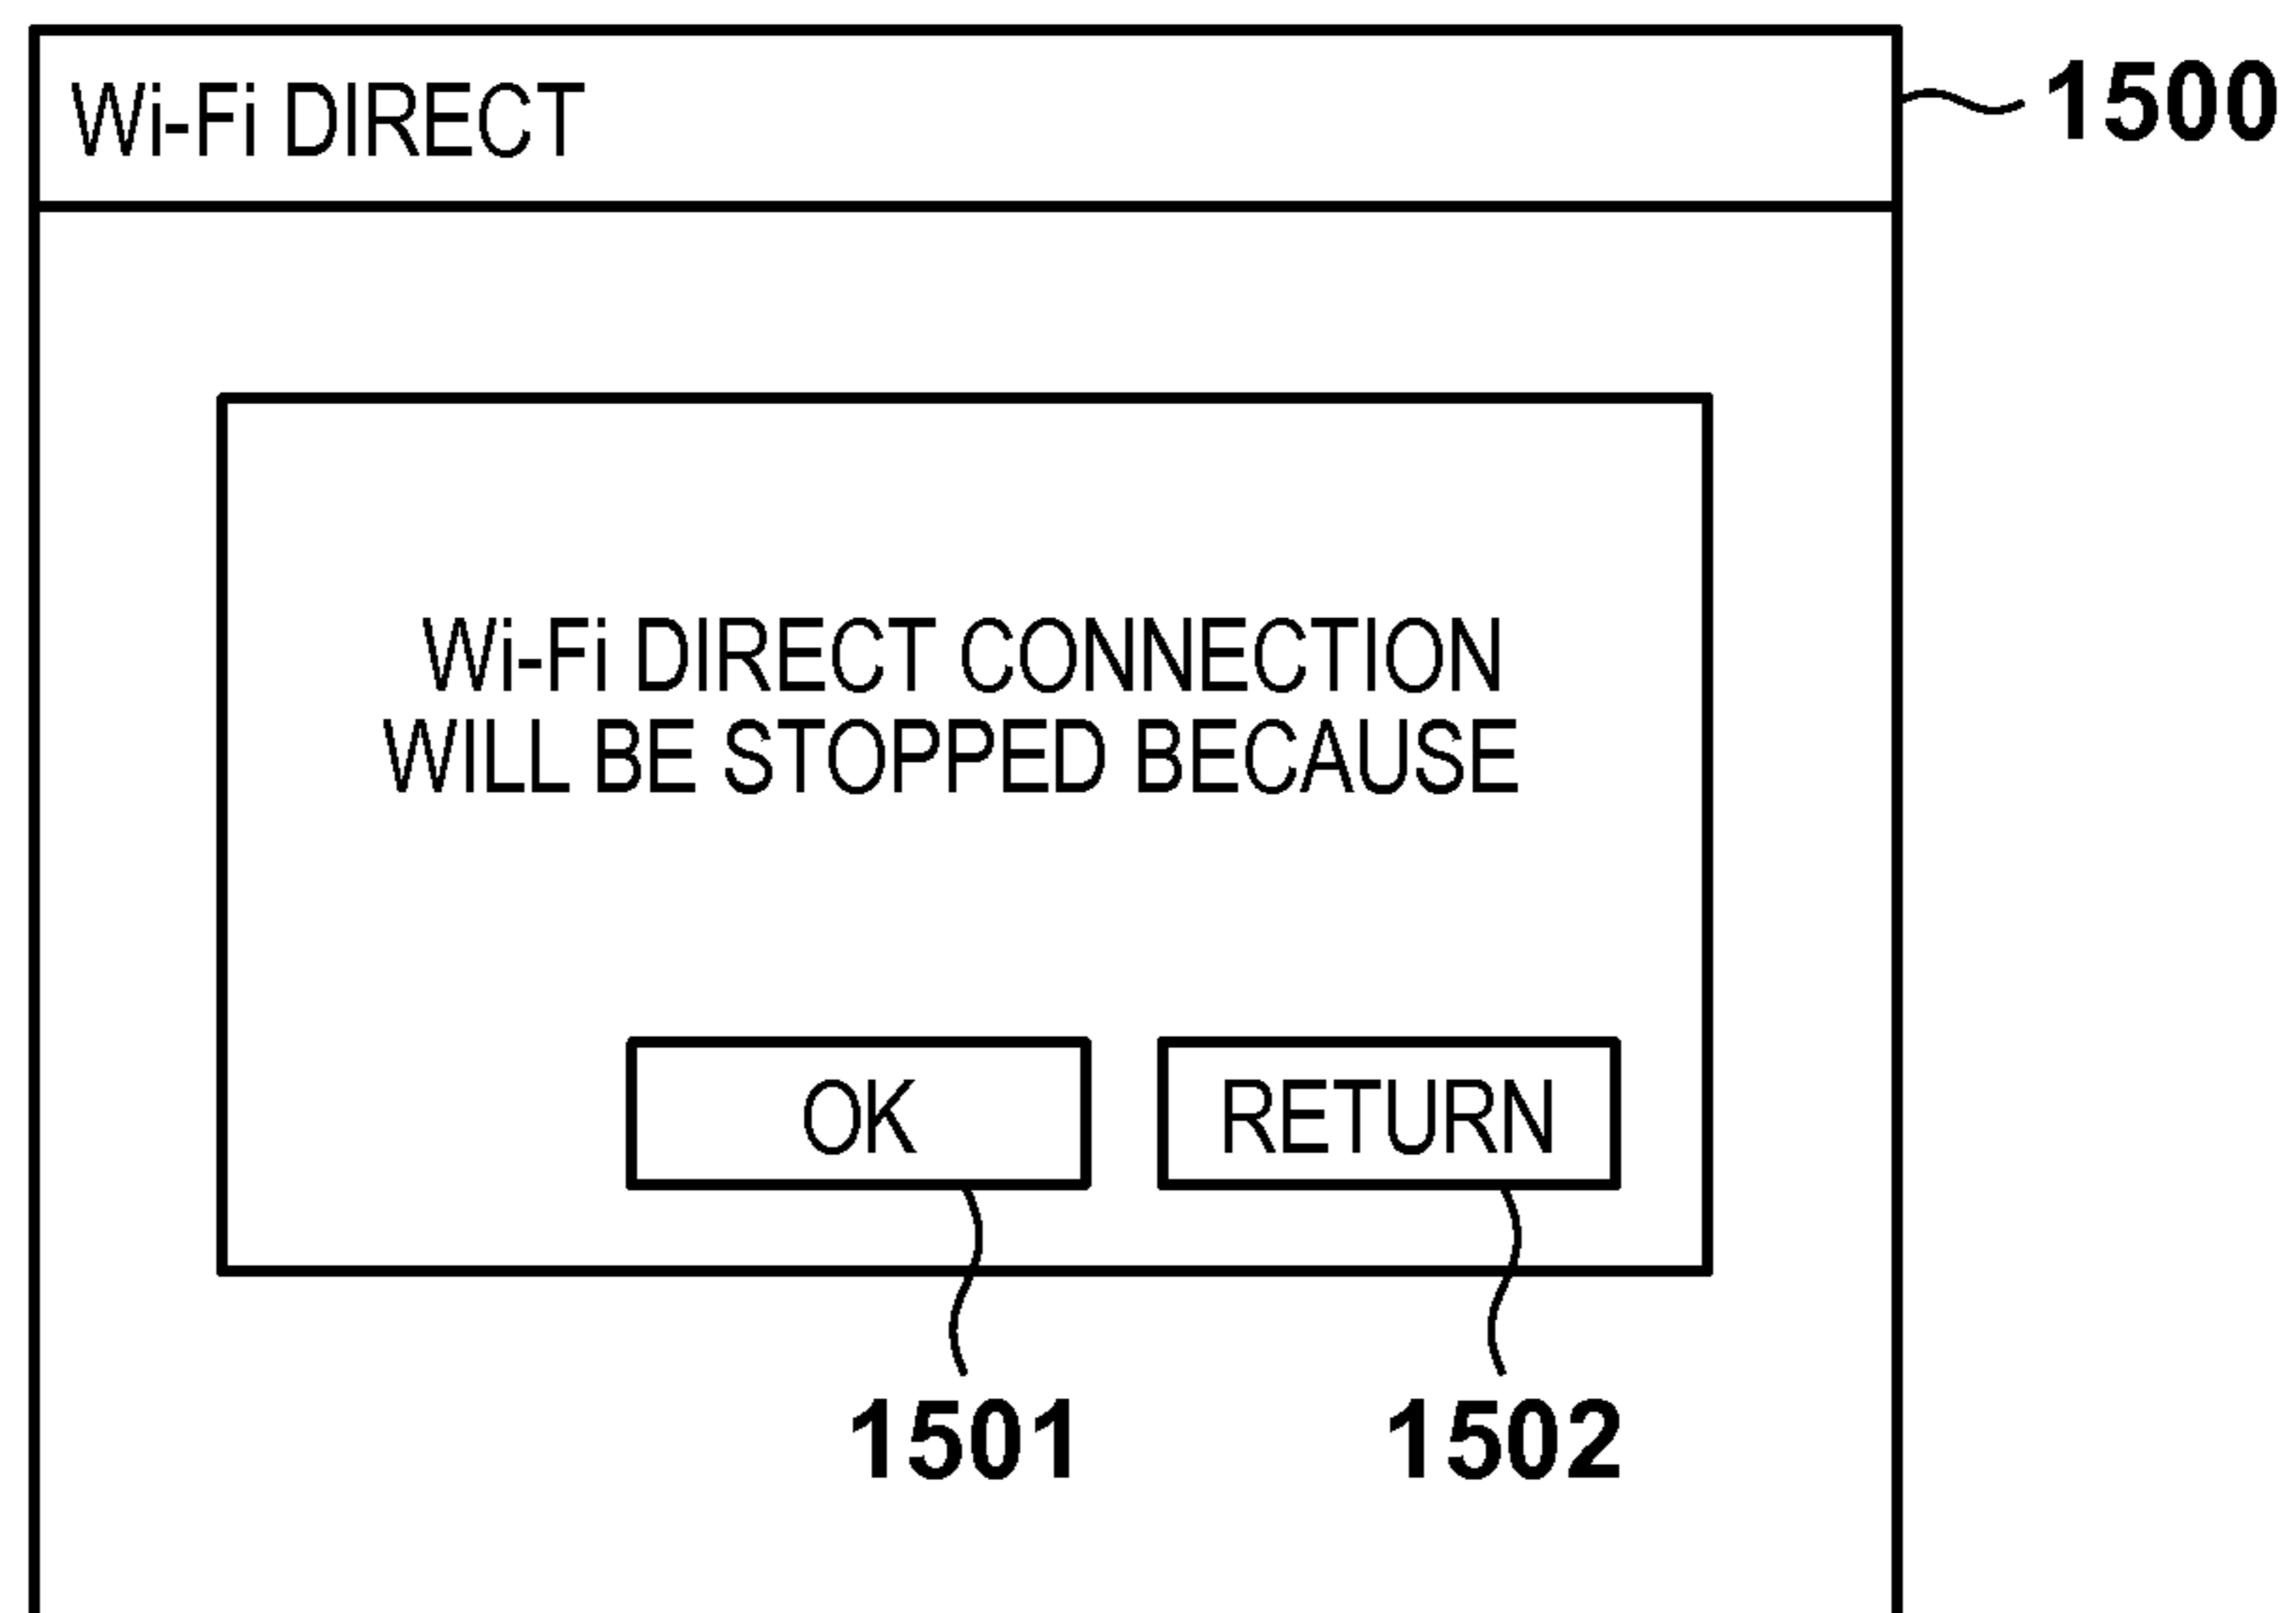 Wi-Fi DIRECT
1500
Wi-Fi DIRECT CONNECTION
WILL BE STOPPED BECAUSE
OK
RETURN
1501
1502